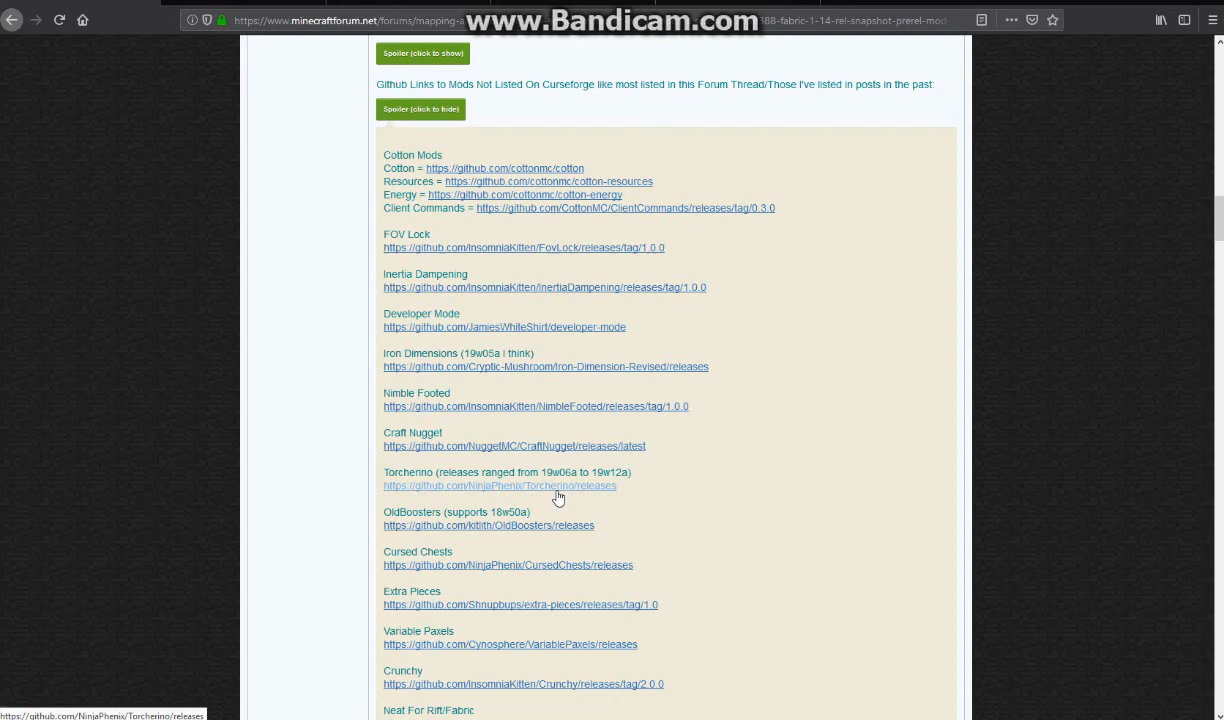 https://www.minecraftforum.net/forums/mapping-a
www.Bandicam.com
388-fabric-1-14-rel-snapshot-prerel-mod
Spoiler (click to show)
Github Links to Mods Not Listed On Curseforge like most listed in this Forum Thread/Those I've listed in posts in the past:
Spoiler (click to hide)
Cotton Mods
Cotton = https://github.com/cottonmc/cotton
Resources = https://github.com/cottonmc/cotton-resources
Energy = https://github.com/cottonmc/cotton-energy
Client Commands = https://github.com/CottonMC/ClientCommands/releases/tag/0.3.0
FOV Lock
https://github.com/InsomniaKitten/FovLock/releases/tag/1.0.0
Inertia Dampening
https://github.com/InsomniaKitten/InertiaDampening/releases/tag/1.0.0
Developer Mode
https://github.com/JamiesWhiteShirt/developer-mode
Iron Dimensions (19w05a I think)
https://github.com/Cryptic-Mushroom/Iron-Dimension-Revised/releases
Nimble Footed
https://github.com/InsomniaKitten/NimbleFooted/releases/tag/1.0.0
Craft Nugget
https://github.com/NuggetMC/CraftNugget/releases/latest
Torcherino (releases ranged from 19w06a to 19w12a)
https://github.com/NinjaPhenix/Torcherino/releases
OldBoosters (supports 18w50a)
https://github.com/kitlith/OldBoosters/releases
Cursed Chests
https://github.com/NinjaPhenix/CursedChests/releases
Extra Pieces
https://github.com/Shnupbups/extra-pieces/releases/tag/1.0
Variable Paxels
https://github.com/Cynosphere/VariablePaxels/releases
Crunchy
https://github.com/InsomniaKitten/Crunchy/releases/tag/2.0.0
Neat For Rift/Fabric
https://github.com/NinjaPhenix/Torcherino/releases